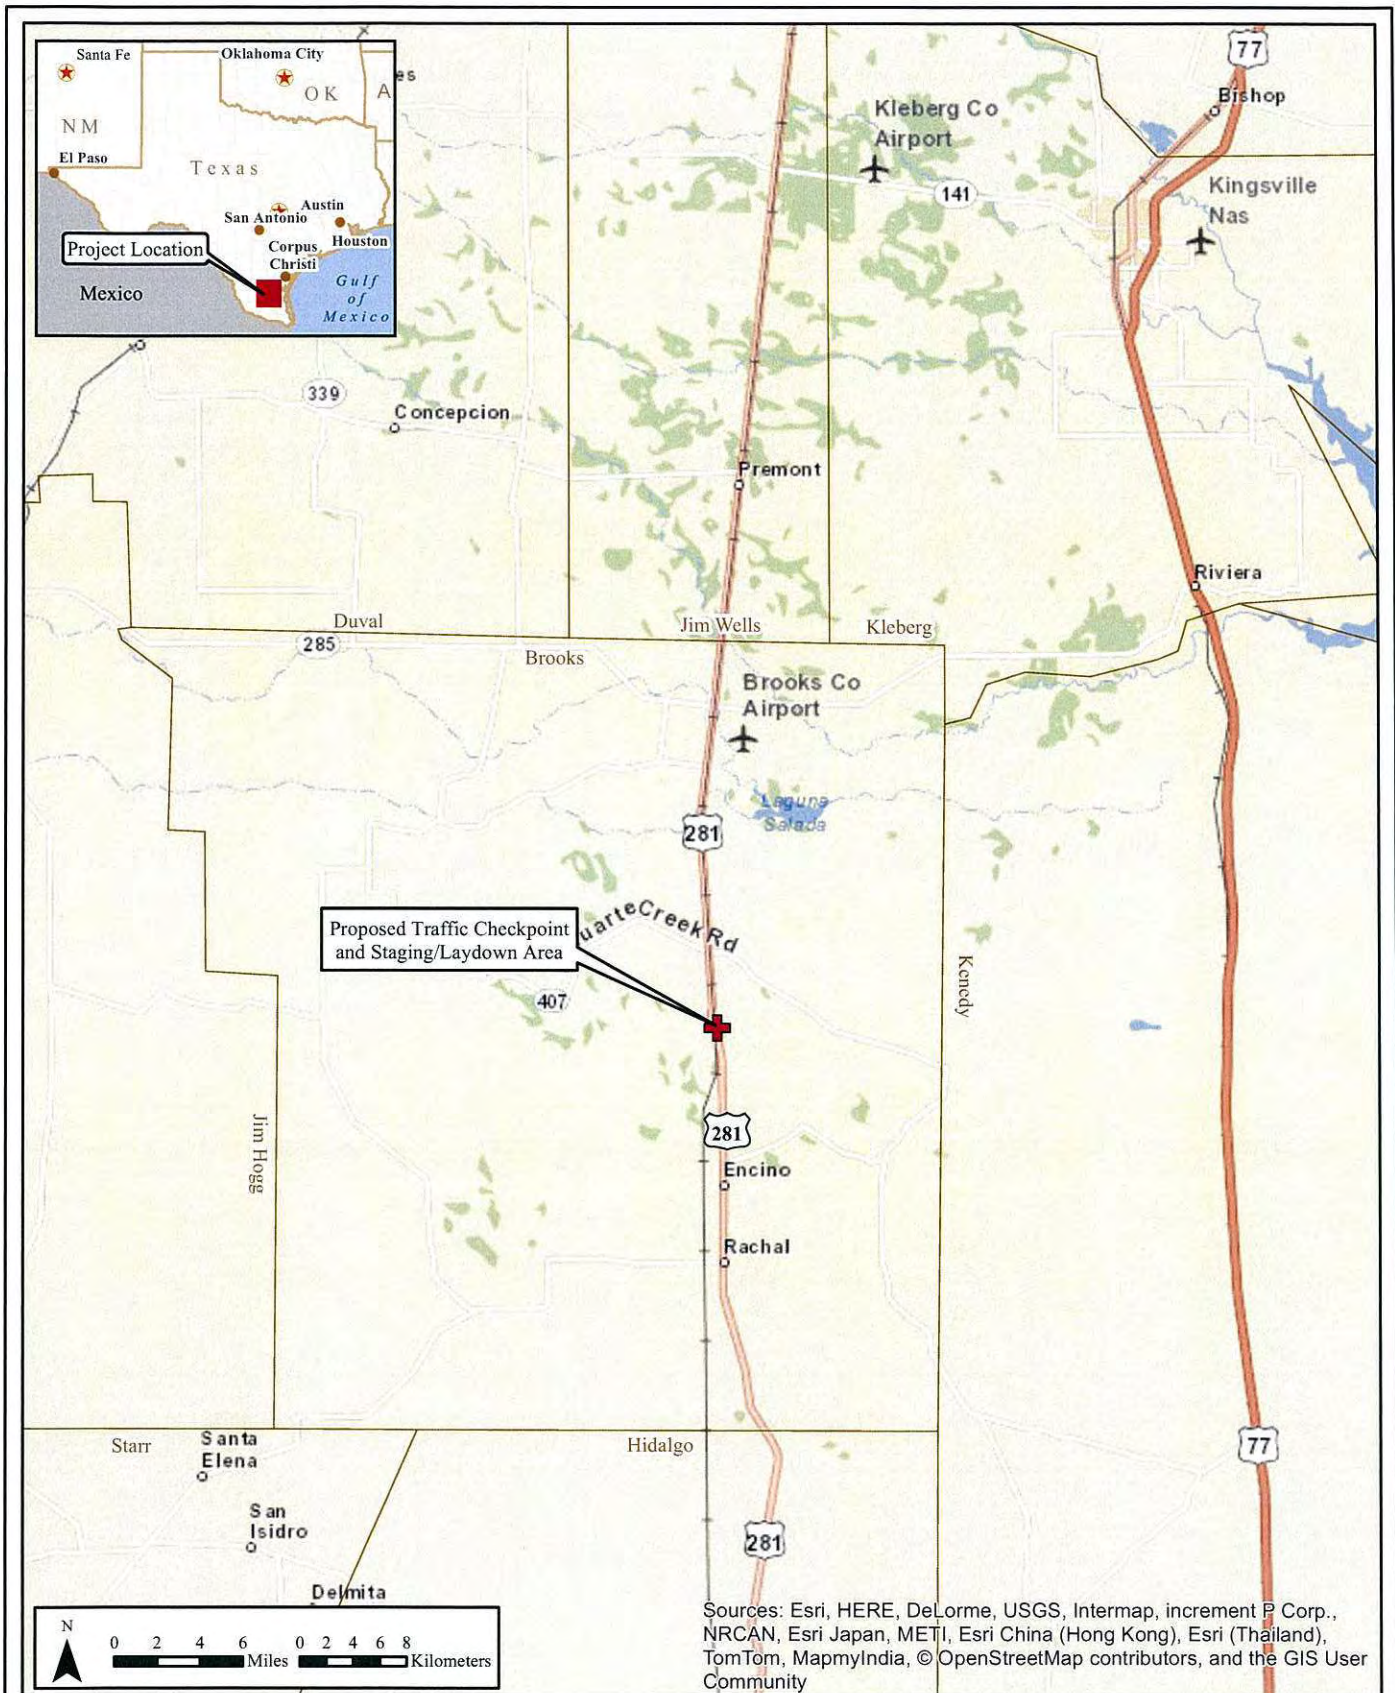 Santa Fe
Oklahoma City
OK
A
NM
El Paso
Texas
Austin
San Antonio
Houston
Corpus
Christi
Project Location
Mexico
Gulf
of
Mexico
es
77
Bishop
Kleberg Co
Airport
141
Kingsville
Nas
339
Concepcion
Premont
Riviera
Duval
Jim Wells
Kleberg
285
Brooks
Brooks Co
Airport
Laguna
Salada
281
uarte Creek Rd
Proposed Traffic Checkpoint
and Staging/Laydown Area
407
Kenedy
Jim Hogg
281
Encino
Rachal
Starr
Santa
Elena
Hidalgo
77
San
Isidro
281
Delmita
N
0 2 4 6
Miles
0 2 4 6 8
Kilometers
Sources: Esri, HERE, DeLorme, USGS, Intermap, increment P Corp.,
NRCAN, Esri Japan, METI, Esri China (Hong Kong), Esri (Thailand),
TomTom, MapmyIndia, © OpenStreetMap contributors, and the GIS User
Community